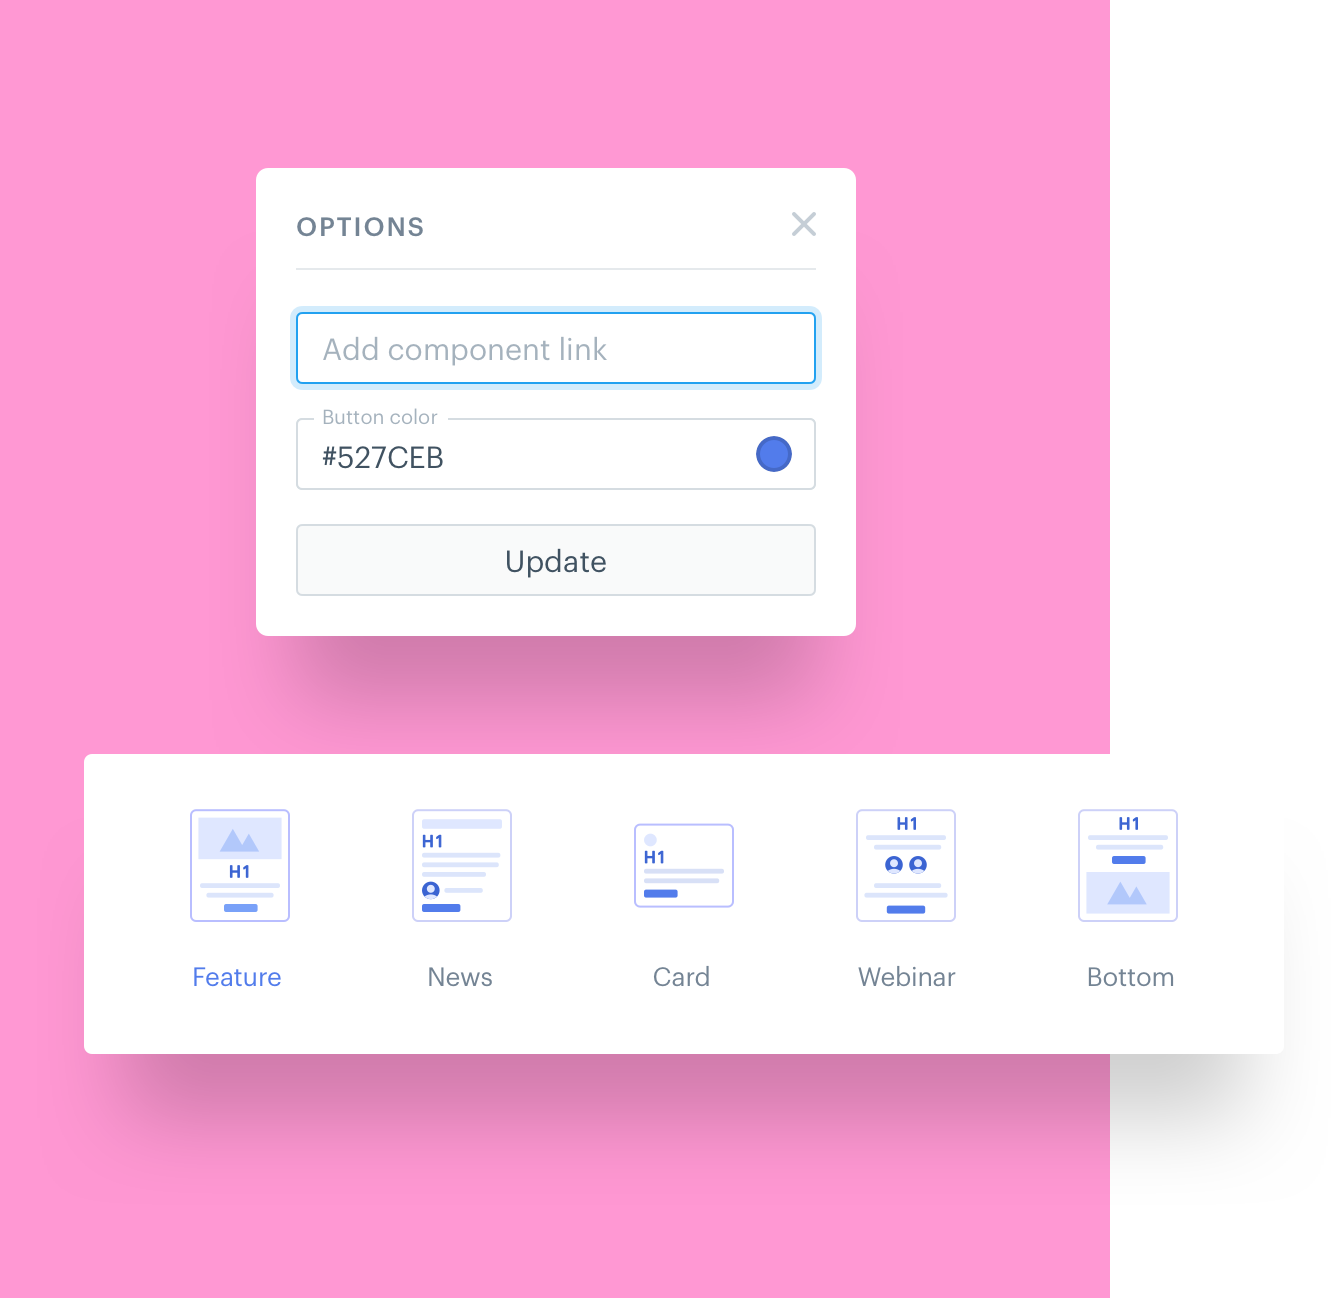 OPTIONS
Add component link
Button color
#527CEB
Update
H1
H1
H1
H1
H1
Feature
News
Card
Webinar
Bottom